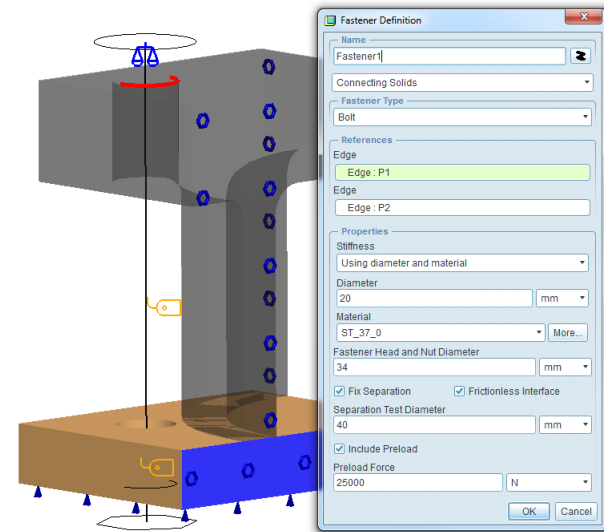 Fastener Definition
Name
Fastener1
Connecting Solids
Fastener Type
Bolt
References
Edge
Edge : P1
Edge
Edge : P2
Properties
Stiffness
Using diameter and material
Diameter
20 mm
Material
ST_37_0 More...
Fastener Head and Nut Diameter
34 mm
Fix Separation Frictionless Interface
Separation Test Diameter
40 mm
Include Preload
Preload Force
25000 N
OK Cancel